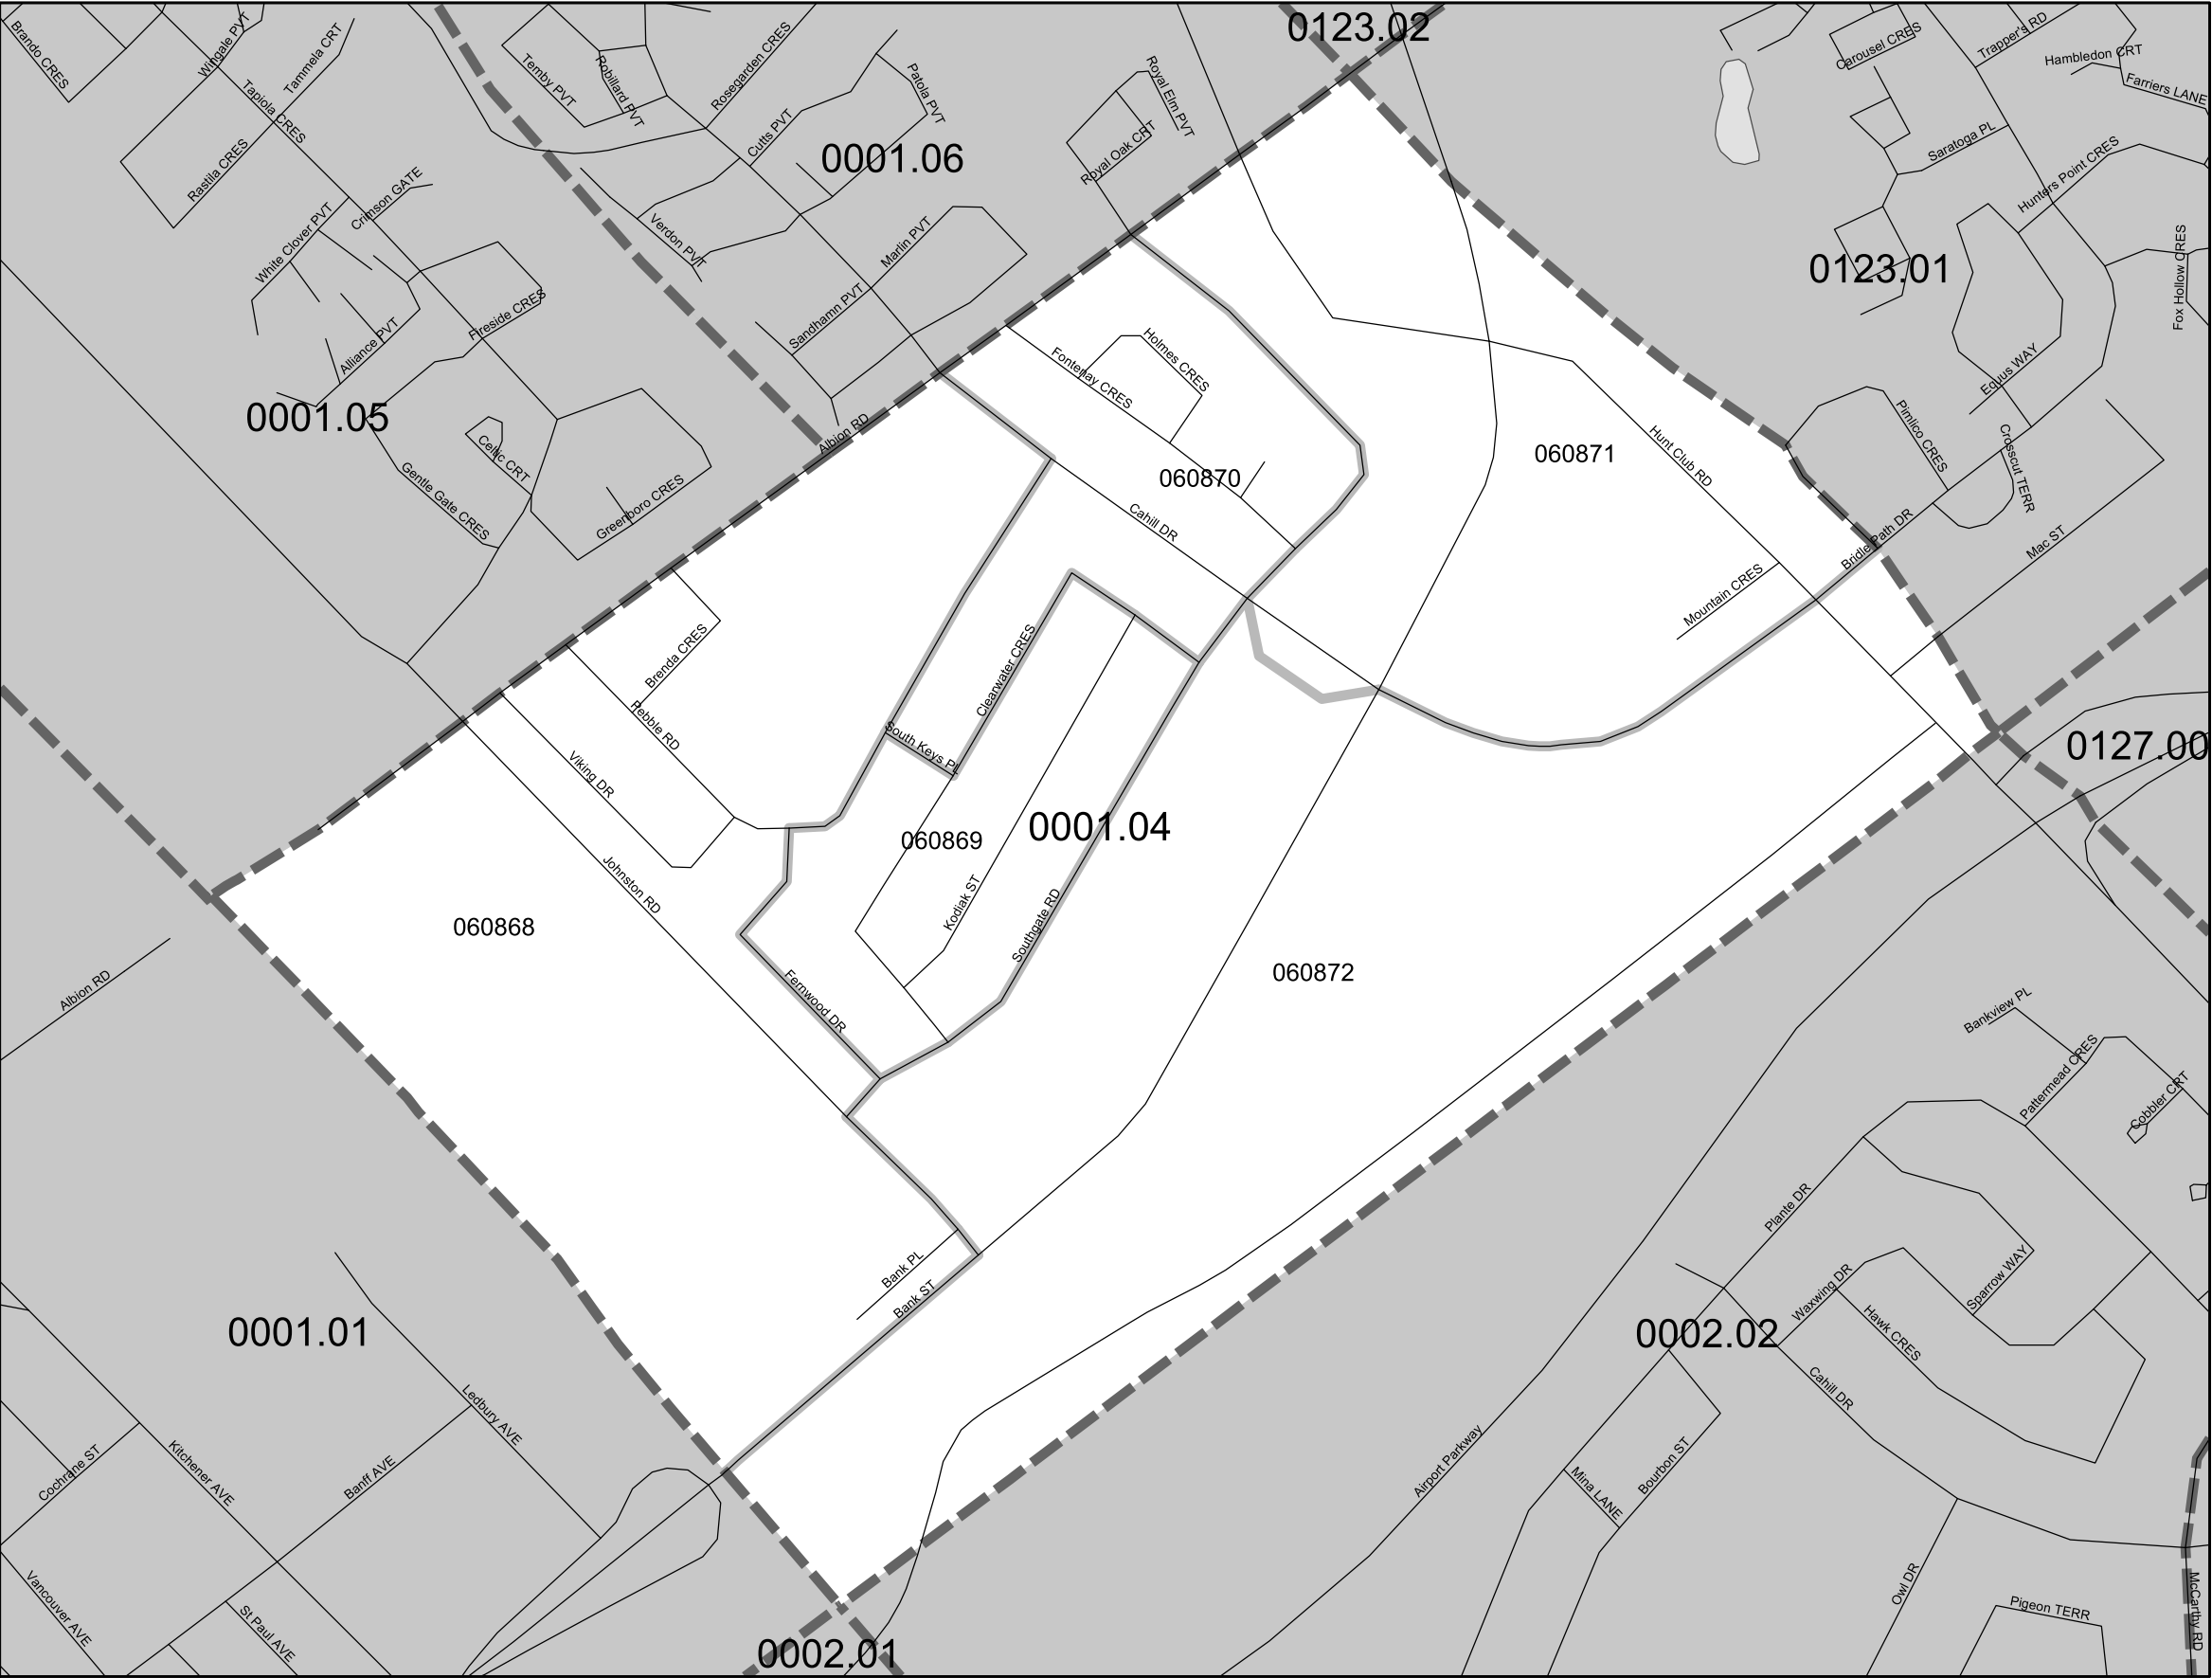 0123.02
Brando CRES
Wingale PVT
Tammela CRT
Tapiola CRES
Rastila CRES
Temby PVT
Robillard PVT
Rosegarden CRES
Cutts PVT
Patola PVT
0001.06
Royal Elm PVT
Royal Oak CRT
Carousel CRES
Trapper's RD
Hambledon CRT
Farriers LANE
Saratoga PL
Hunters Point CRES
0123.01
Fox Hollow CRES
Crimson GATE
White Clover PVT
Verdon PVT
Marlin PVT
Sandhamn PVT
Fireside CRES
Alliance PVT
0001.05
Celtic CRT
Gentle Gate CRES
Greenboro CRES
Albion RD
Fontenay CRES
Holmes CRES
060870
Cahill DR
060871
Hunt Club RD
Equus WAY
Pimlico CRES
Crosscut TERR
Bridle Path DR
Mac ST
Mountain CRES
Brenda CRES
Pebble RD
Viking DR
Clearwater CRES
South Keys PL
0127.00
0001.04
060869
Johnston RD
Kodiak ST
Southgate RD
060868
Fernwood DR
060872
Albion RD
Bankview PL
Pattermead CRES
Cobbler CRT
Plante DR
Bank PL
Bank ST
Waxwing DR
Sparrow WAY
Hawk CRES
0001.01
0002.02
Cahill DR
Ledbury AVE
Kitchener AVE
Banff AVE
Cochrane ST
Airport Parkway
Mina LANE
Bourbon ST
Vancouver AVE
St Paul AVE
Owl DR
Pigeon TERR
McCarthy RD
0002.01